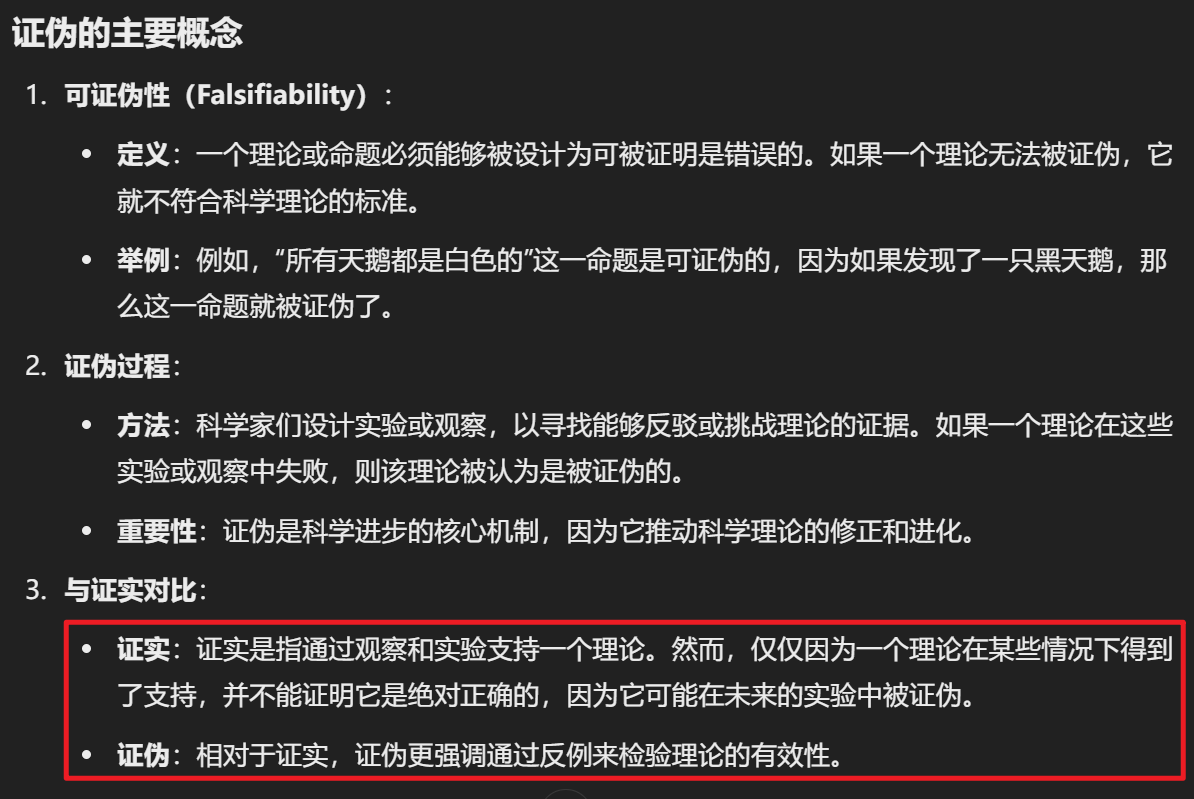 证伪的主要概念
1. 可证伪性（Falsifiability）：
• 定义：一个理论或命题必须能够被设计为可被证明是错误的。如果一个理论无法被证伪，它
就不符合科学理论的标准。
• 举例：例如，“所有天鹅都是白色的”这一命题是可证伪的，因为如果发现了一只黑天鹅，那
么这一命题就被证伪了。
2. 证伪过程：
• 方法：科学家们设计实验或观察，以寻找能够反驳或挑战理论的证据。如果一个理论在这些
实验或观察中失败，则该理论被认为是被证伪的。
• 重要性：证伪是科学进步的核心机制，因为它推动科学理论的修正和进化。
3. 与证实对比：
• 证实：证实是指通过观察和实验支持一个理论。然而，仅仅因为一个理论在某些情况下得到
了支持，并不能证明它是绝对正确的，因为它可能在未来的实验中被证伪。
• 证伪：相对于证实，证伪更强调通过反例来检验理论的有效性。